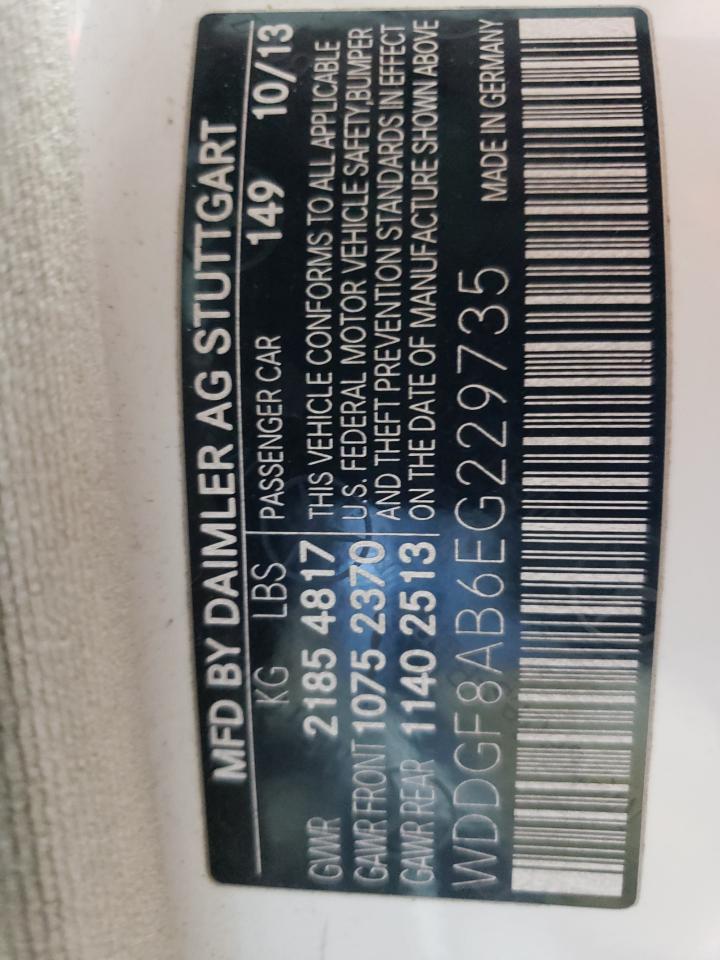 MFD BY DAIMLER AG STUTTGART
KG LBS PASSENGER CAR 149 10/13
GWR 2185 4817 THIS VEHICLE CONFORMS TO ALL APPLICABLE
GAWR FRONT 1075 2370 U.S. FEDERAL MOTOR VEHICLE SAFETY,BUMPER
GAWR REAR 1140 2513 AND THEFT PREVENTION STANDARDS IN EFFECT
ON THE DATE OF MANUFACTURE SHOWN ABOVE
WDDGF8AB6EG229735 MADE IN GERMANY